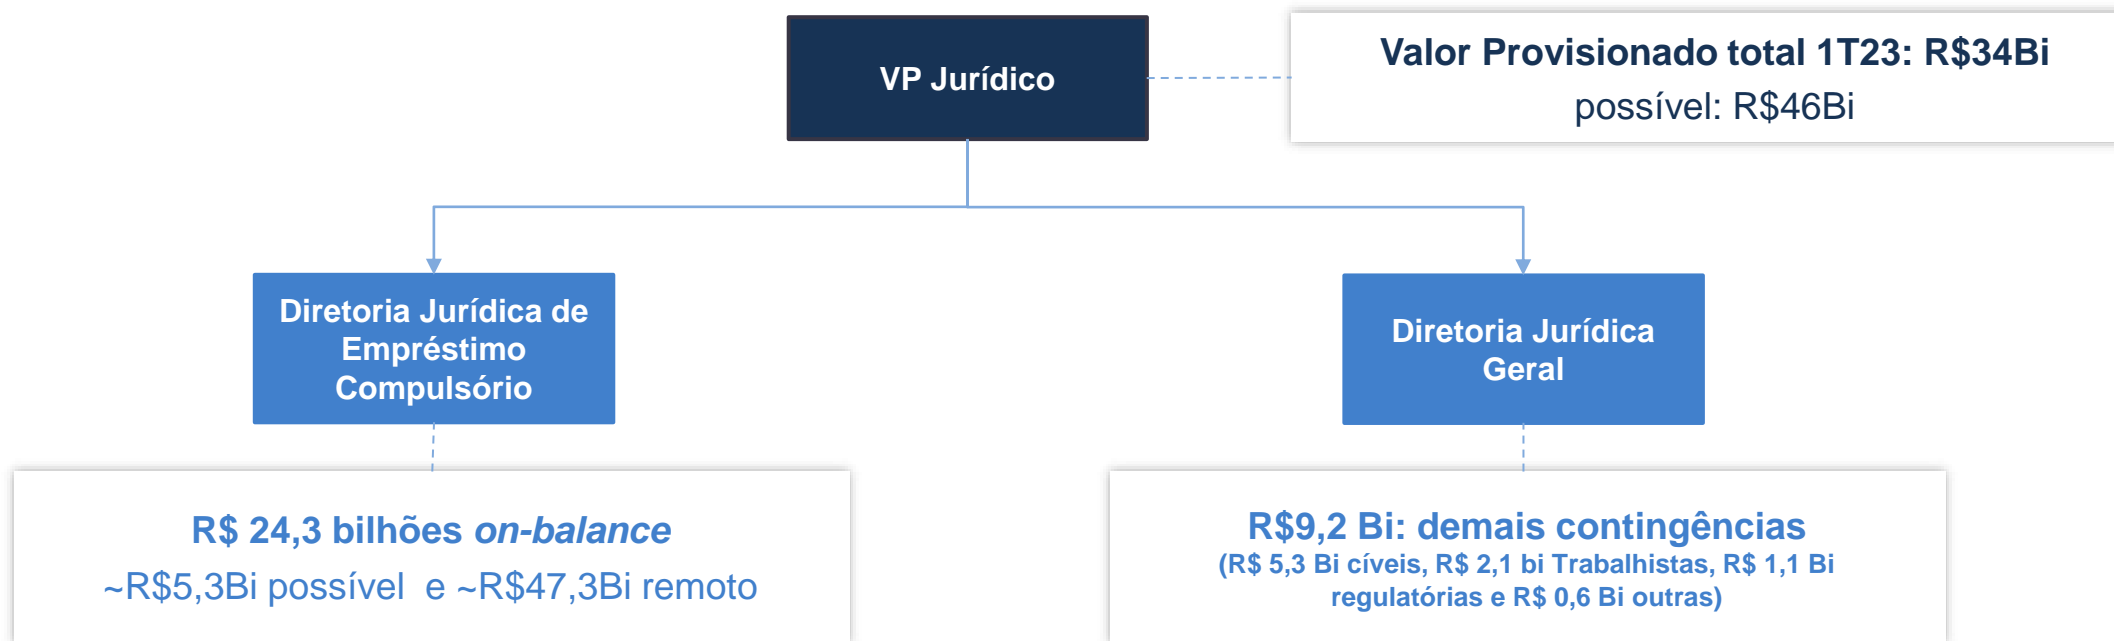 VP Jurídico
Valor Provisionado total 1T23: R$34Bi
possível: R$46Bi
Diretoria Jurídica de
Empréstimo
Compulsório
Diretoria Jurídica
Geral
R$ 24,3 bilhões on-balance
~R$5,3Bi possível e ~R$47,3Bi remoto
R$9,2 Bi: demais contingências
(R$ 5,3 Bi cíveis, R$ 2,1 bi Trabalhistas, R$ 1,1 Bi
regulatórias e R$ 0,6 Bi outras)